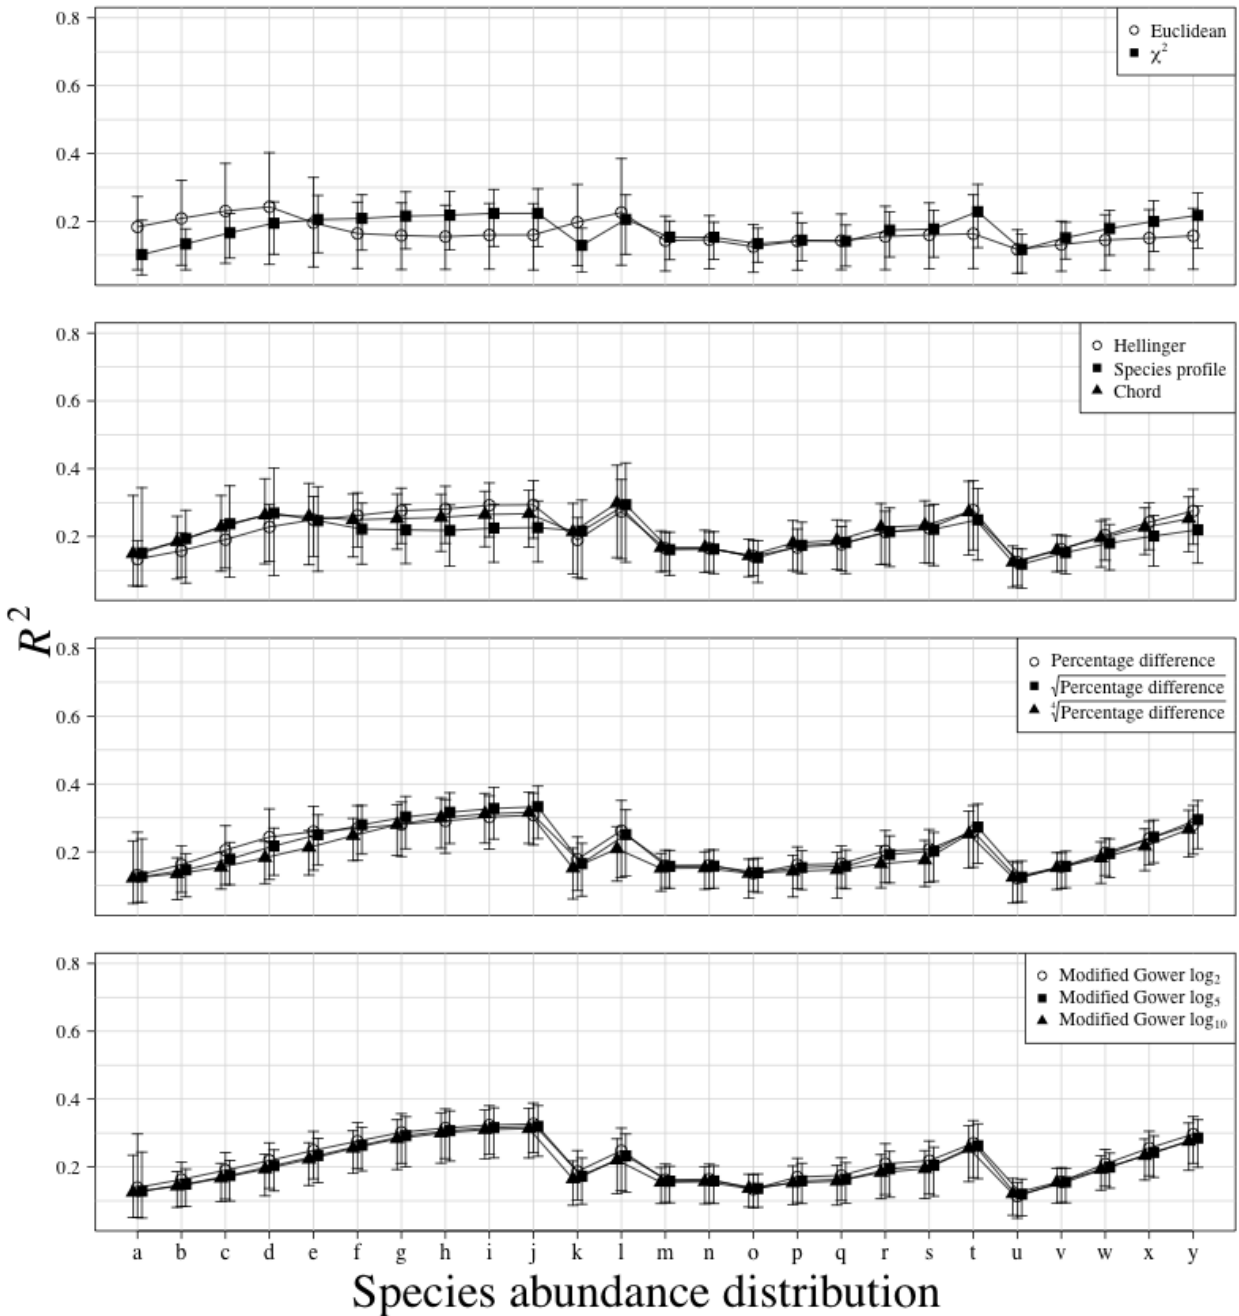 0.8
0.6
0.4
0.2
Euclidean
χ²
0.8
0.6
0.4
0.2
Hellinger
Species profile
Chord
R²
0.8
0.6
0.4
0.2
Percentage difference
√Percentage difference
∜Percentage difference
0.8
0.6
0.4
0.2
Modified Gower log₂
Modified Gower log₅
Modified Gower log₁₀
a b c d e f g h i j k l m n o p q r s t u v w x y
Species abundance distribution